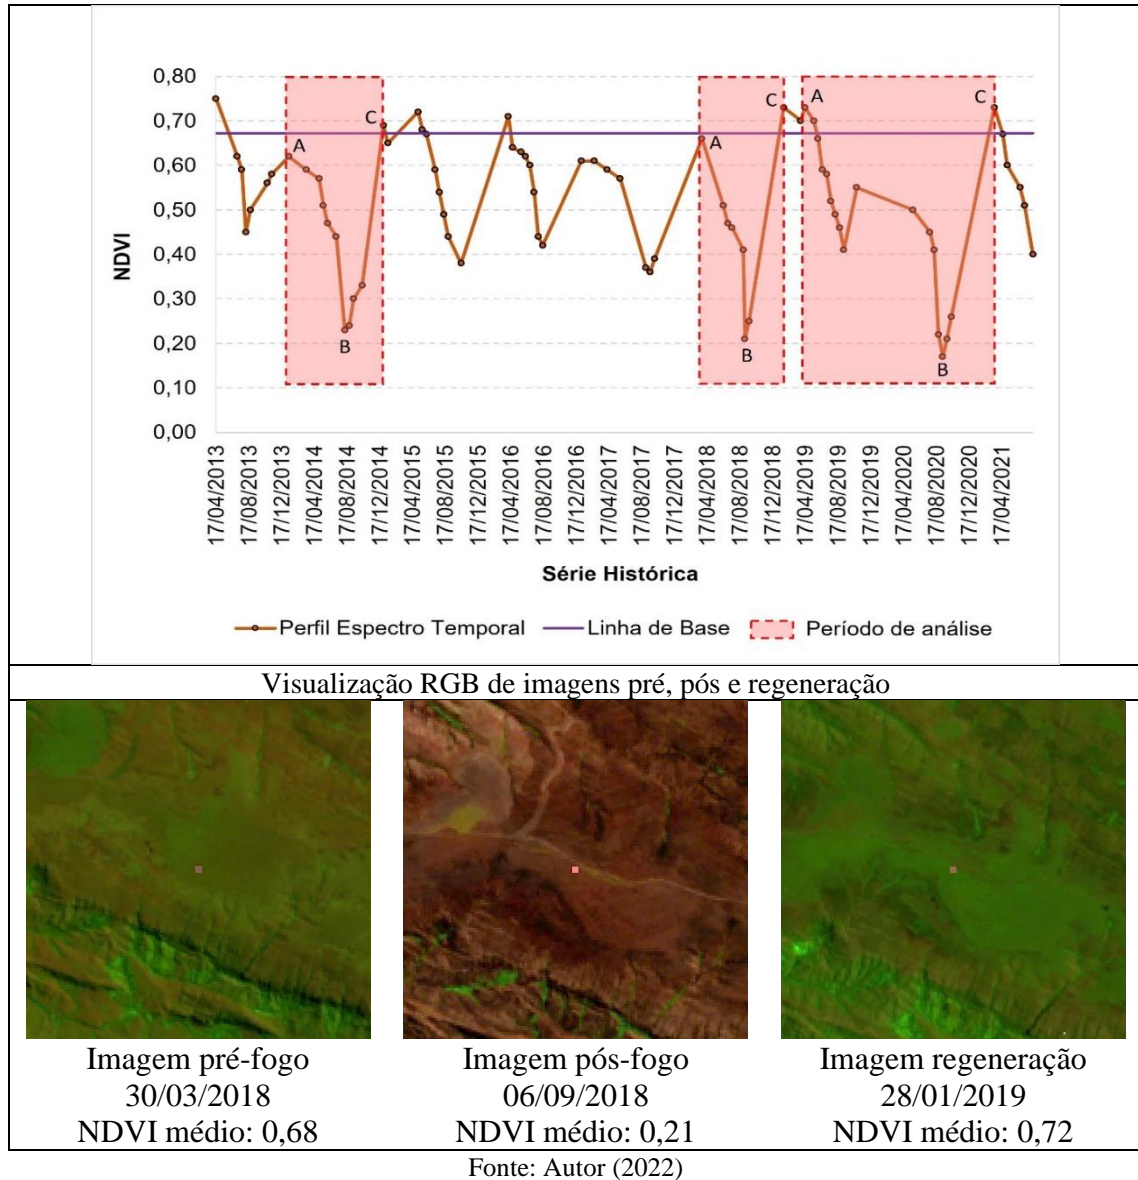 0,80
0,70
0,60
0,50
0,40
0,30
0,20
0,10
0,00
NDVI
A
B
C
A
B
C
A
B
C
17/04/2013
17/08/2013
17/12/2013
17/04/2014
17/08/2014
17/12/2014
17/04/2015
17/08/2015
17/12/2015
17/04/2016
17/08/2016
17/12/2016
17/04/2017
17/08/2017
17/12/2017
17/04/2018
17/08/2018
17/12/2018
17/04/2019
17/08/2019
17/12/2019
17/04/2020
17/08/2020
17/12/2020
17/04/2021
Série Histórica
Perfil Espectro Temporal
Linha de Base
Período de análise
Visualização RGB de imagens pré, pós e regeneração
Imagem pré-fogo
30/03/2018
NDVI médio: 0,68
Imagem pós-fogo
06/09/2018
NDVI médio: 0,21
Imagem regeneração
28/01/2019
NDVI médio: 0,72
Fonte: Autor (2022)